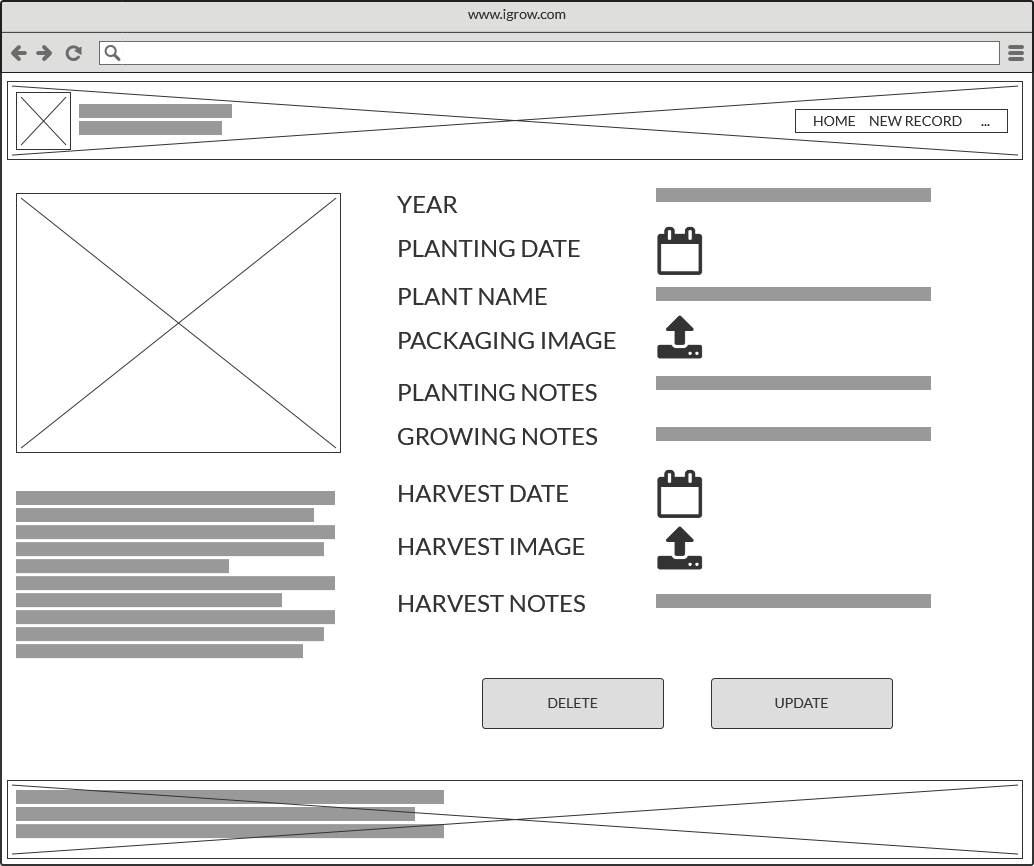 www.igrow.com
HOME NEW RECORD ...
YEAR
PLANTING DATE
PLANT NAME
PACKAGING IMAGE
PLANTING NOTES
GROWING NOTES
HARVEST DATE
HARVEST IMAGE
HARVEST NOTES
DELETE UPDATE